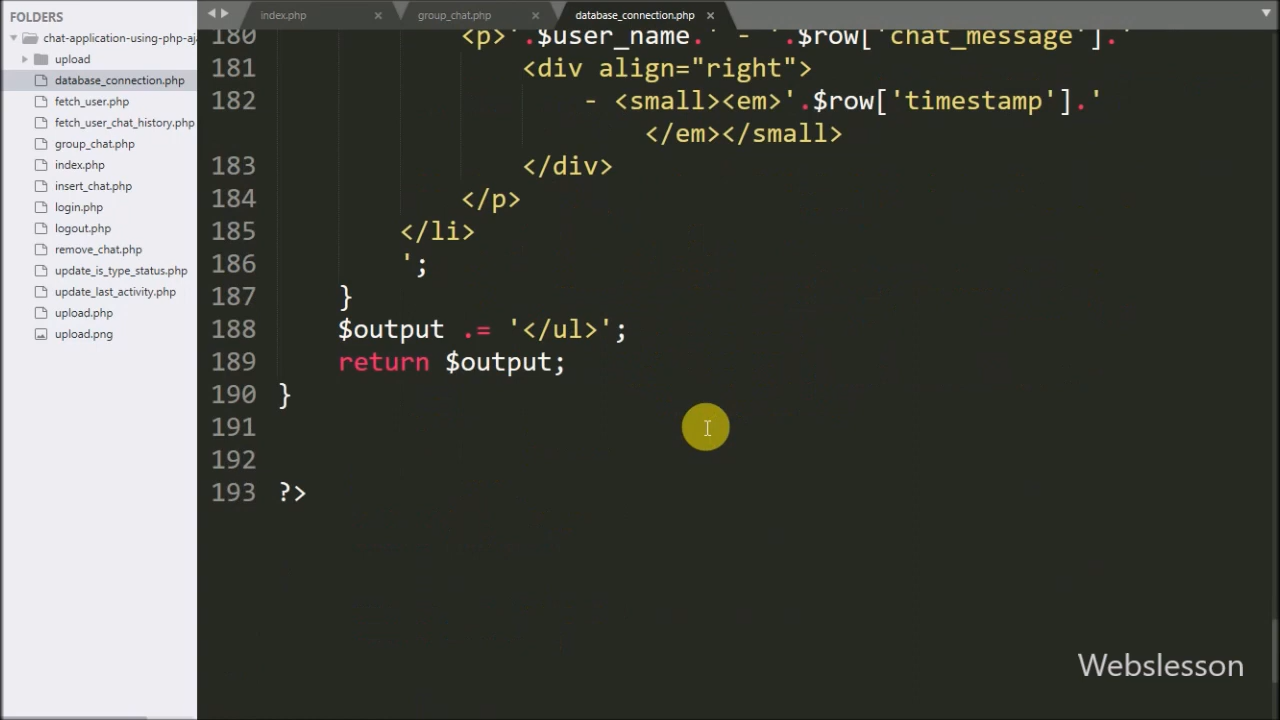 FOLDERS
chat-application-using-php-aj
upload
database_connection.php
fetch_user.php
fetch_user_chat_history.php
group_chat.php
index.php
insert_chat.php
login.php
logout.php
remove_chat.php
update_is_type_status.php
update_last_activity.php
upload.php
upload.png
index.php × group_chat.php × database_connection.php ×
180 <p>'.$user_name.' - '.$row['chat_message'].'
181 <div align="right">
182 - <small><em>'.$row['timestamp'].'
</em></small>
183 </div>
184 </p>
185 </li>
186 ';
187 }
188 $output .= '</ul>';
189 return $output;
190 }
191
192
193 ?>
Webslesson